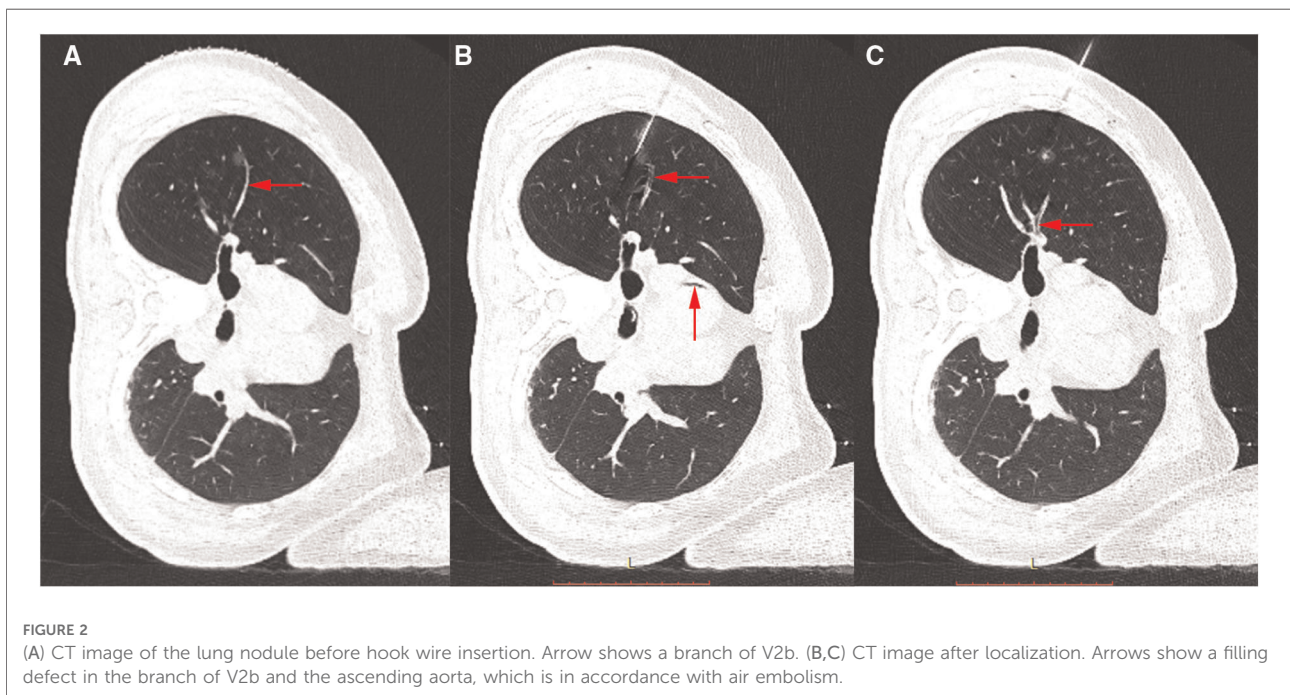 A
B
C
L
L
FIGURE 2
(A) CT image of the lung nodule before hook wire insertion. Arrow shows a branch of V2b. (B,C) CT image after localization. Arrows show a filling
defect in the branch of V2b and the ascending aorta, which is in accordance with air embolism.